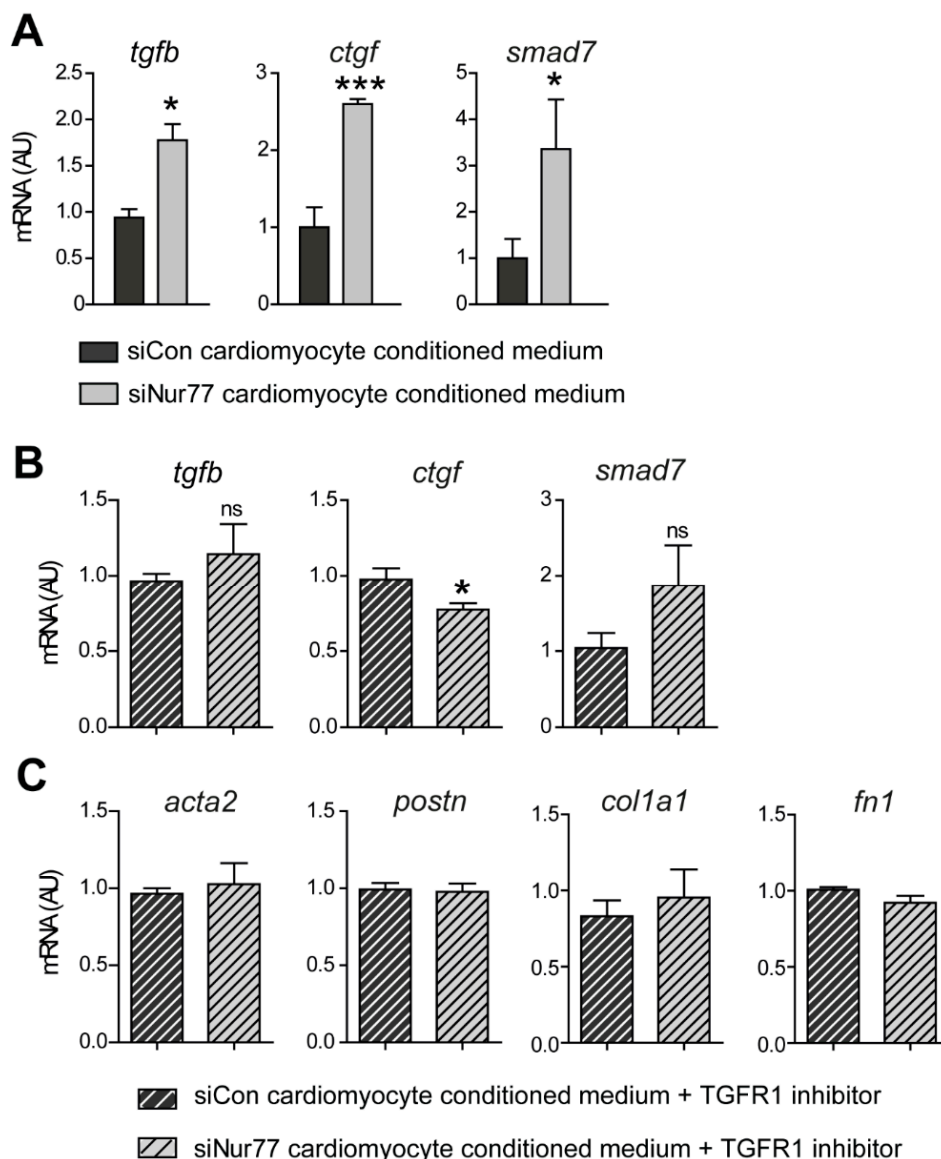 A
tgfb ctgf smad7
2.5 3 5
* *** *
2.0 4
mRNA (AU)
1.5 2 3
1.0 2
1
0.5 1
0 0 0
siCon cardiomyocyte conditioned medium
siNur77 cardiomyocyte conditioned medium
B
tgfb ctgf smad7
1.5 1.5 3
ns * ns
mRNA (AU)
1.0 1.0 2
0.5 0.5 1
0.0 0.0 0
C
acta2 postn col1a1 fn1
1.5 1.5 1.5 1.5
mRNA (AU)
1.0 1.0 1.0 1.0
0.5 0.5 0.5 0.5
0.0 0.0 0.0 0.0
siCon cardiomyocyte conditioned medium + TGFR1 inhibitor
siNur77 cardiomyocyte conditioned medium + TGFR1 inhibitor